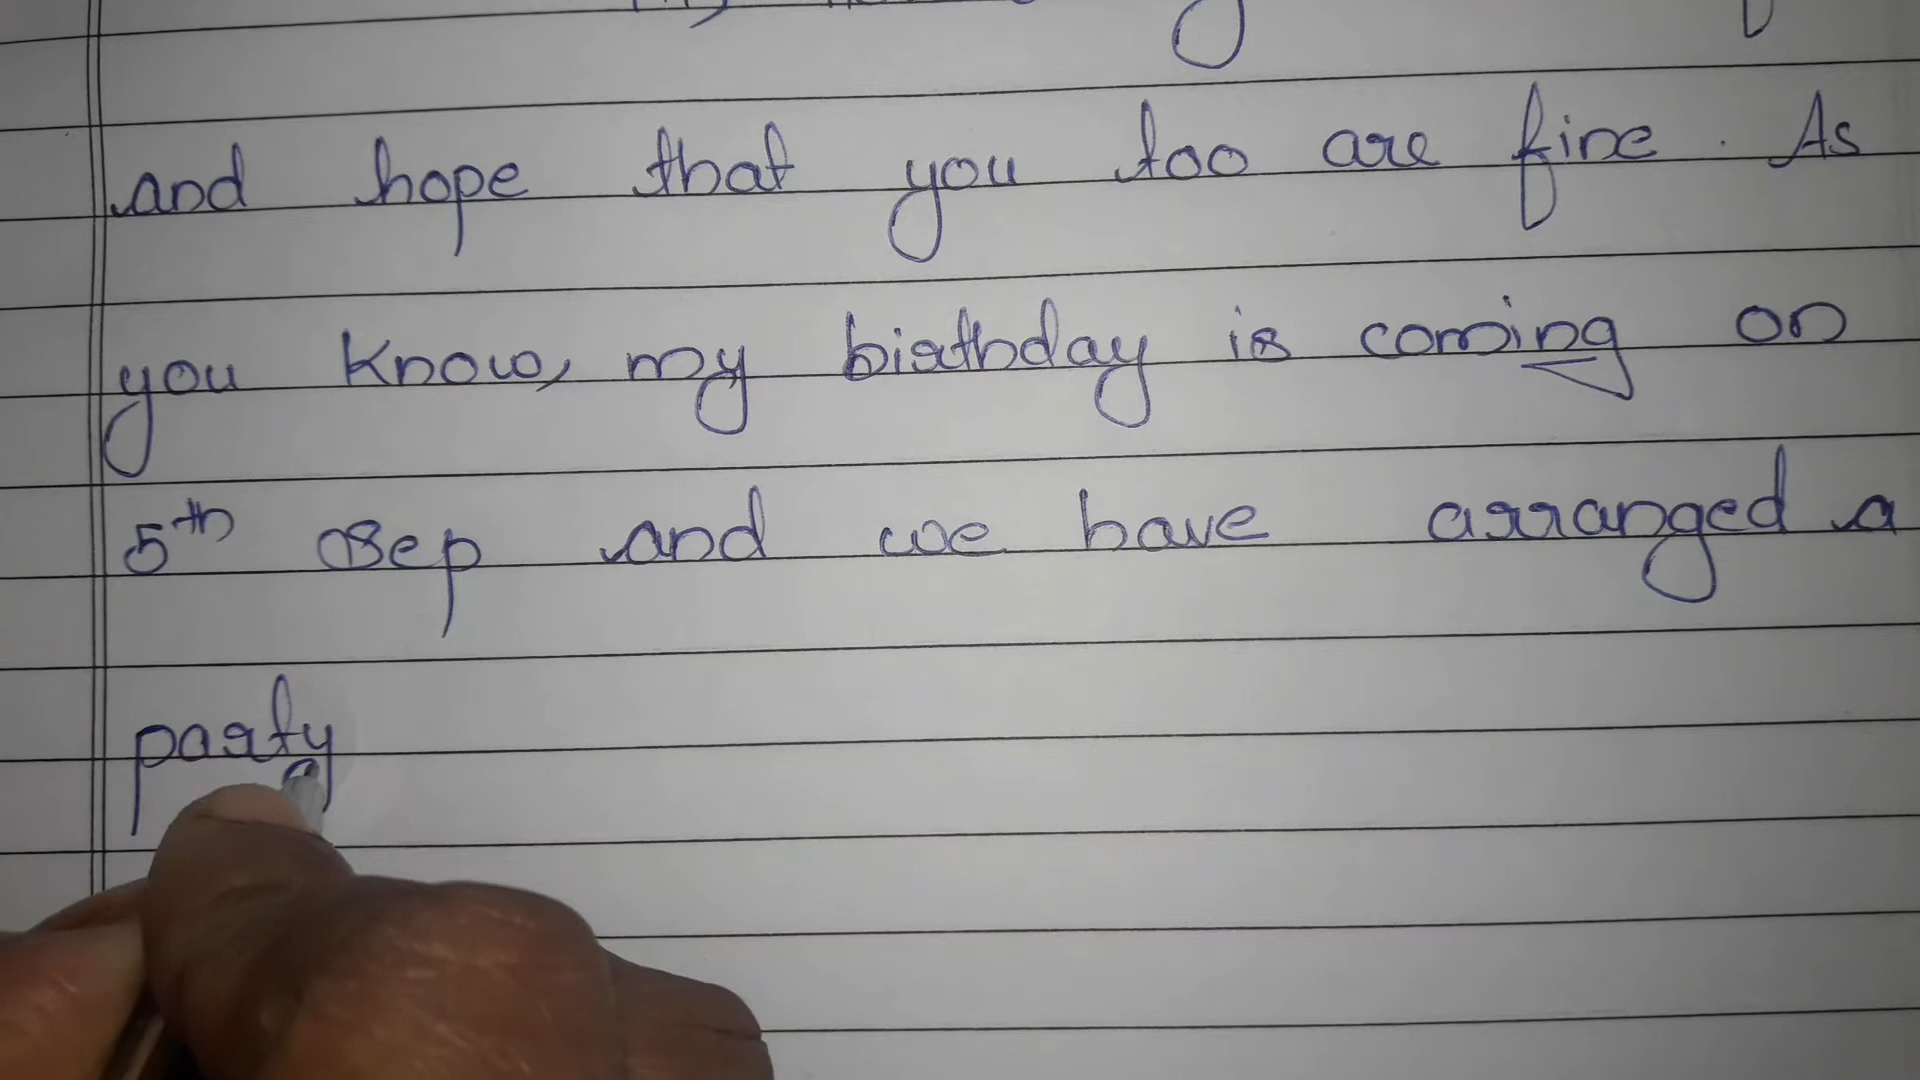 and hope that you too are fine. As
you know, my birthday is coming on
5th Sep and we have arranged a
party